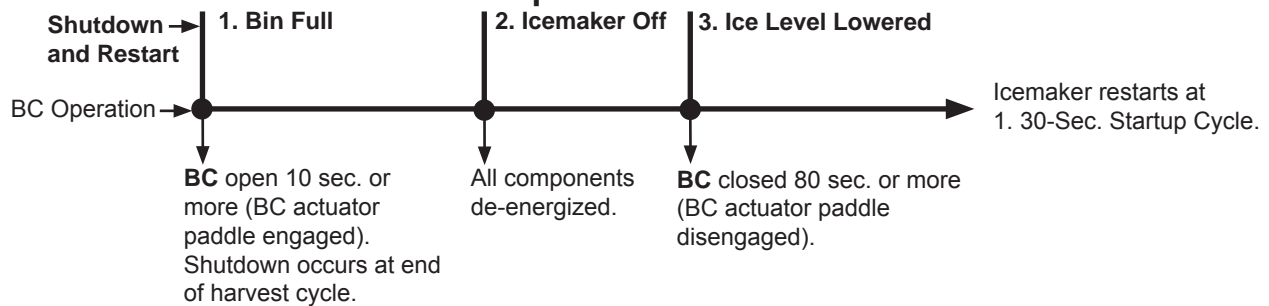 Shutdown
and Restart
1. Bin Full
2. Icemaker Off
3. Ice Level Lowered
BC Operation
Icemaker restarts at
1. 30-Sec. Startup Cycle.
BC open 10 sec. or
more (BC actuator
paddle engaged).
Shutdown occurs at end
of harvest cycle.
All components
de-energized.
BC closed 80 sec. or more
(BC actuator paddle
disengaged).